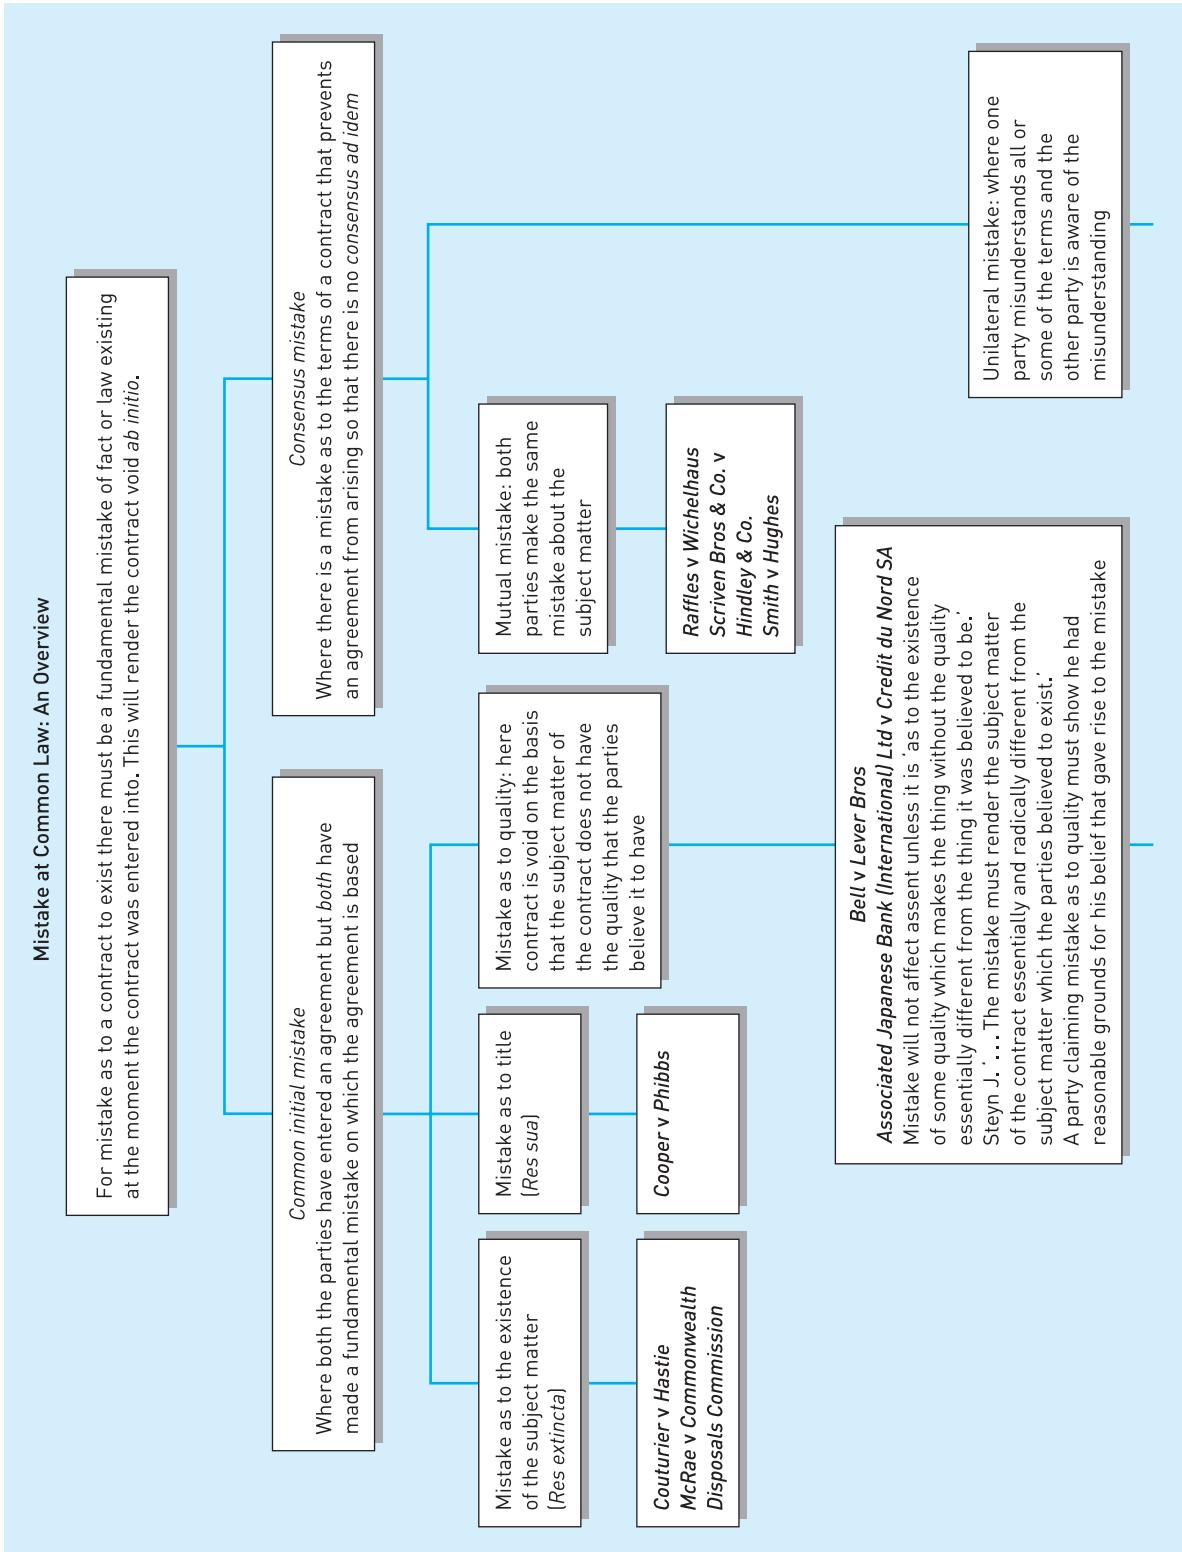 Mistake at Common Law: An Overview
For mistake as to a contract to exist there must be a fundamental mistake of fact or law existing
at the moment the contract was entered into. This will render the contract void ab initio.
Common initial mistake
Where both the parties have entered an agreement but both have
made a fundamental mistake on which the agreement is based
Consensus mistake
Where there is a mistake as to the terms of a contract that prevents
an agreement from arising so that there is no consensus ad idem
Mistake as to the existence
of the subject matter
(Res extincta)
Mistake as to title
(Res sua)
Mistake as to quality: here
contract is void on the basis
that the subject matter of
the contract does not have
the quality that the parties
believe it to have
Mutual mistake: both
parties make the same
mistake about the
subject matter
Couturier v Hastie
McRae v Commonwealth
Disposals Commission
Cooper v Phibbs
Raffles v Wichelhaus
Scriven Bros & Co. v
Hindley & Co.
Smith v Hughes
Bell v Lever Bros
Associated Japanese Bank (International) Ltd v Credit du Nord SA
Mistake will not affect assent unless it is ‘as to the existence
of some quality which makes the thing without the quality
essentially different from the thing it was believed to be.’
Steyn J. ‘. . . The mistake must render the subject matter
of the contract essentially and radically different from the
subject matter which the parties believed to exist.’
A party claiming mistake as to quality must show he had
reasonable grounds for his belief that gave rise to the mistake
Unilateral mistake: where one
party misunderstands all or
some of the terms and the
other party is aware of the
misunderstanding